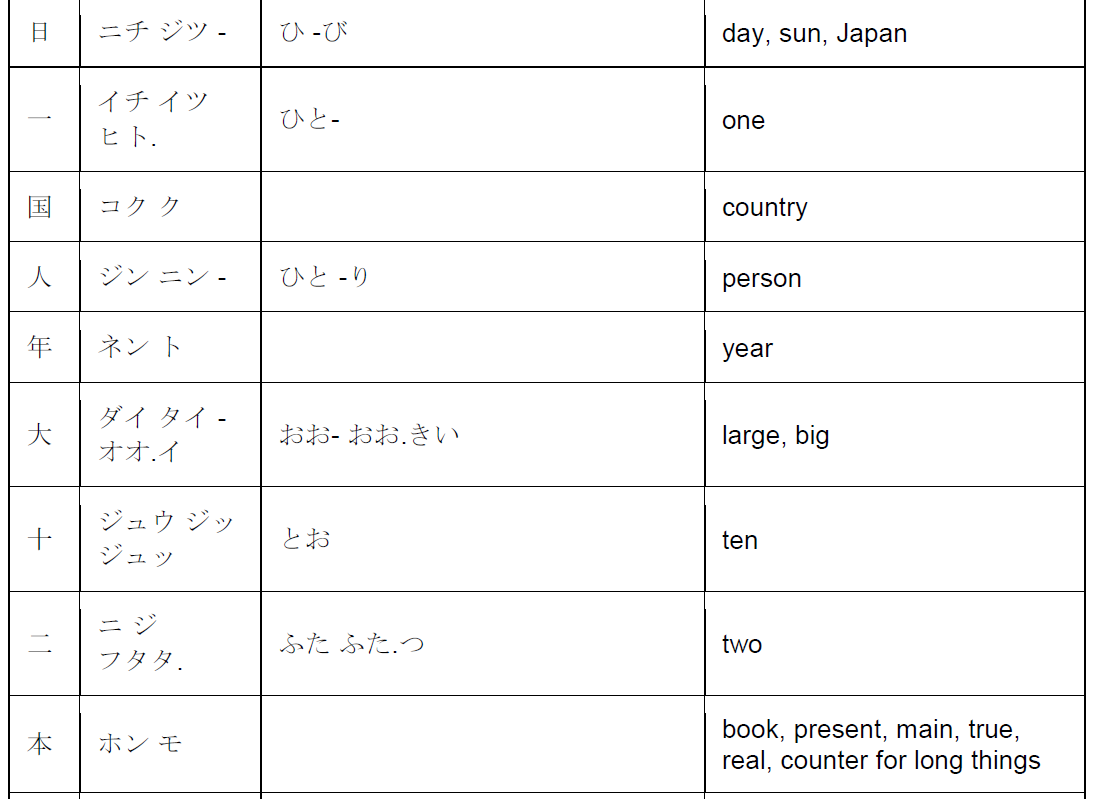 日 ニチ ジツ - ひ -び day, sun, Japan
一 イチ イツ ヒト. ひと- one
国 コク ク country
人 ジン ニン - ひと -り person
年 ネン ト year
大 ダイ タイ - オオ.イ おお- おお.きい large, big
十 ジュウ ジッ ジュッ とお ten
二 ニ ジ フタタ. ふた ふた.つ two
本 ホン モ book, present, main, true, real, counter for long things